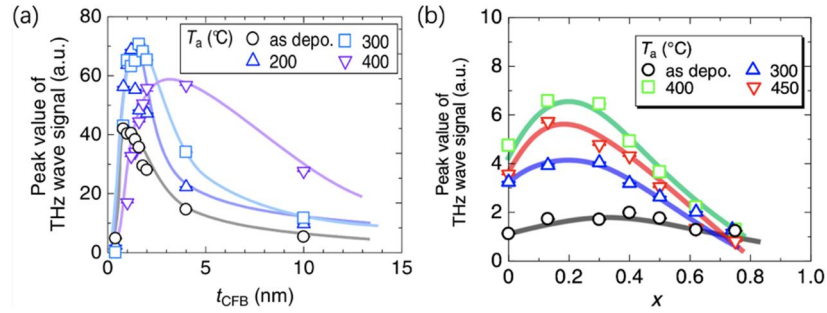 (a)
Peak value of
THz wave signal (a.u.)
80
60
40
20
0
0
5
10
15
tCFB (nm)
Ta (°C)
as depo.
200
300
400
(b)
Peak value of
THz wave signal (a.u.)
10
8
6
4
2
0
0
0.2
0.4
0.6
0.8
1.0
x
Ta (°C)
as depo.
400
300
450